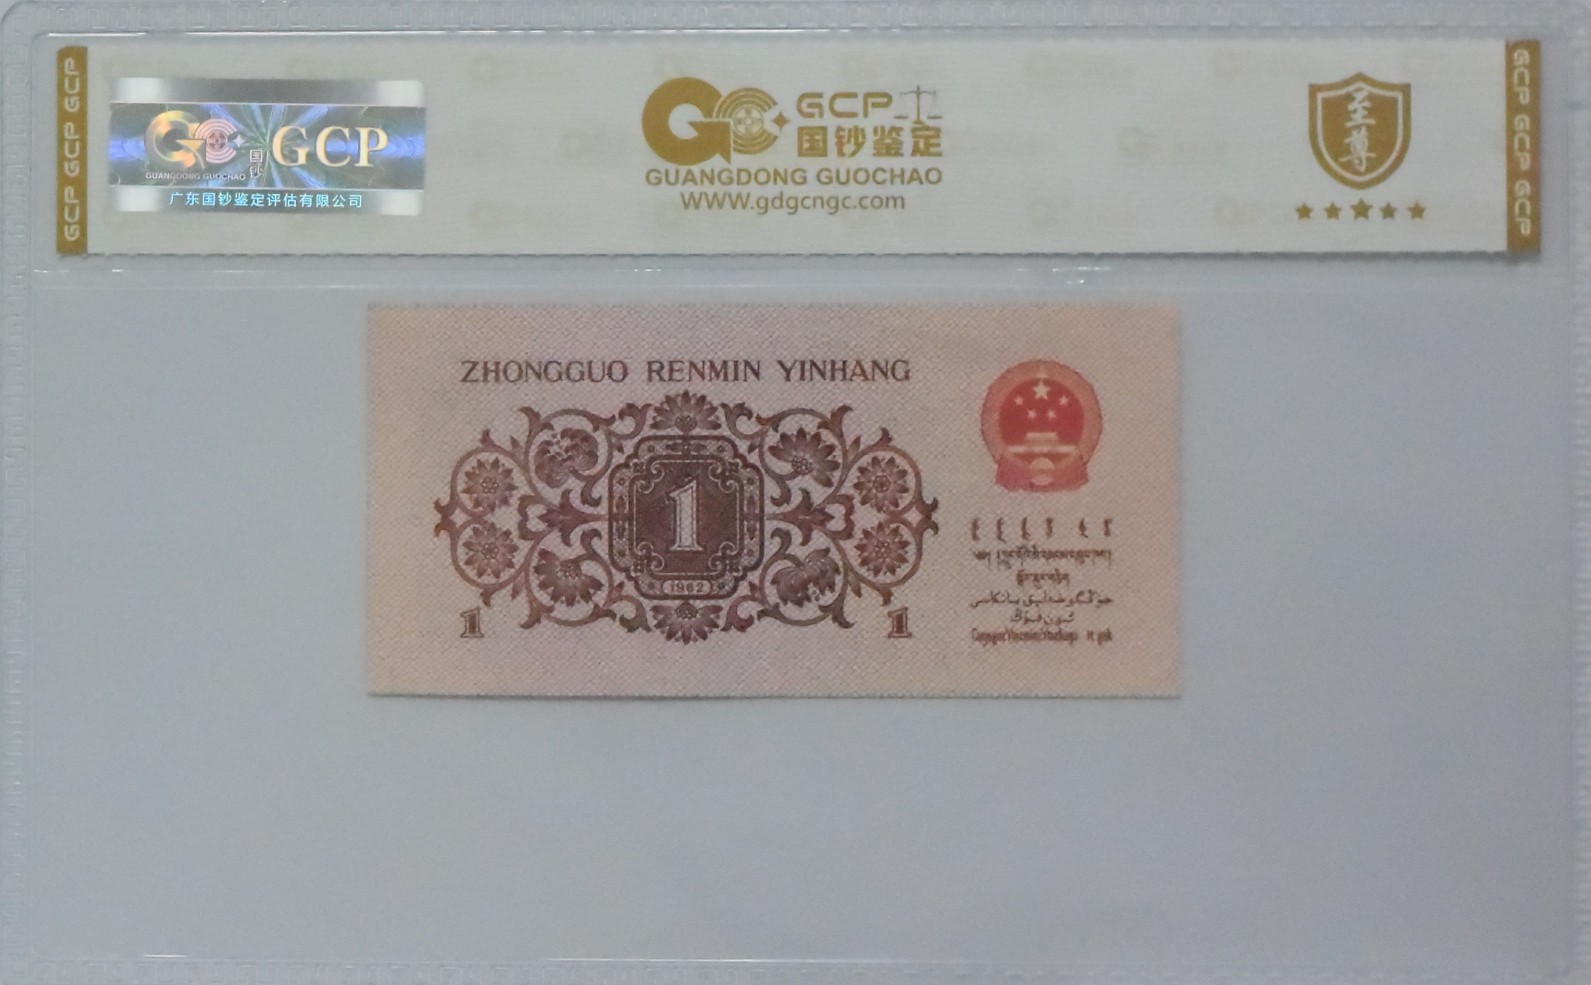 GCP GCP GCP
GUANGDONG GUOCHAO
国钞
GCP
广东国钞鉴定评估有限公司
GCP
国钞鉴定
GUANGDONG GUOCHAO
WWW.gdgcngc.com
至尊
GCP GCP GCP
ZHONGGUO RENMIN YINHANG
1
1962
1
1